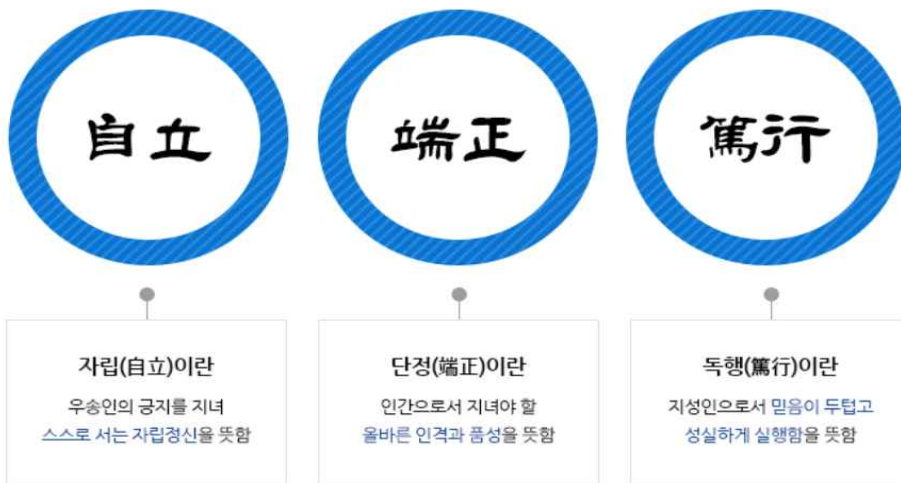 自立
端正
篤行
자립(自立)이란
우송인의 긍지를 지녀
스스로 서는 자립정신을 뜻함
단정(端正)이란
인간으로서 지녀야 할
올바른 인격과 품성을 뜻함
독행(篤行)이란
지성인으로서 믿음이 두텁고
성실하게 실행함을 뜻함